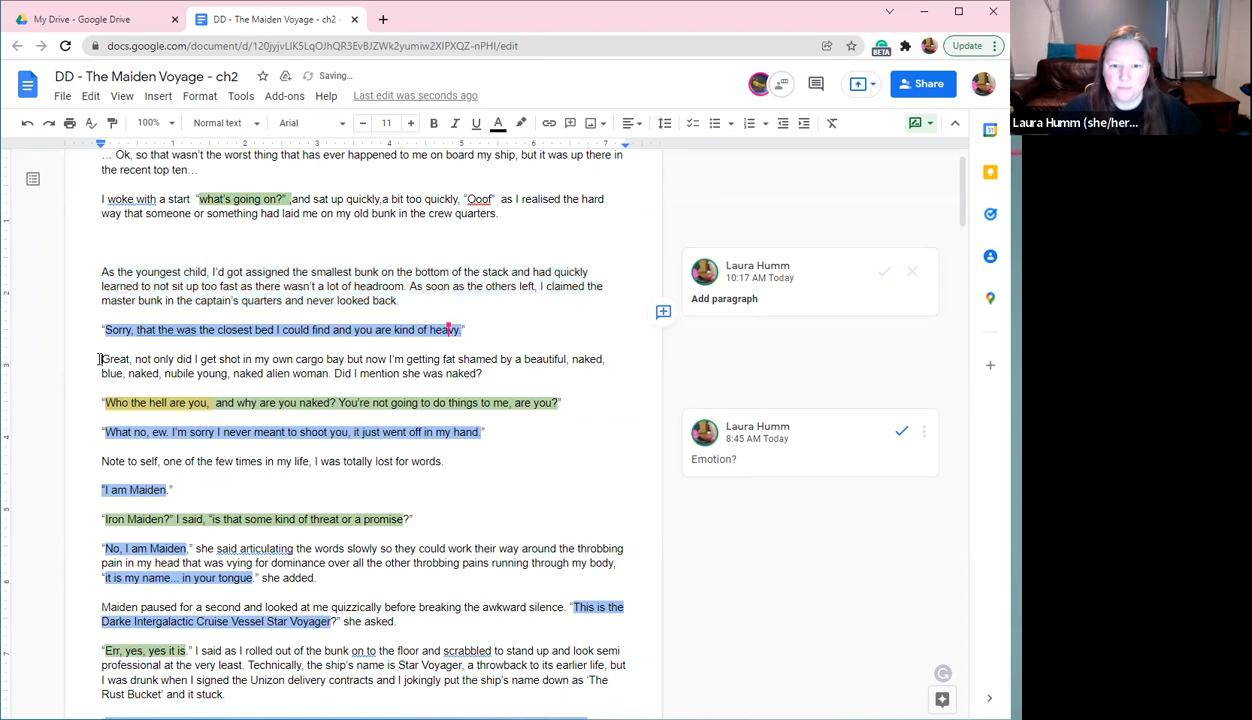 My Drive - Google Drive
DD - The Maiden Voyage - ch2 -
docs.google.com/document/d/120jyjvLlK5LqOJhQR3EvBJZWk2yumiw2XlPXQZ-nPHI/edit
BETA
Update
DD - The Maiden Voyage - ch2
Saving...
File Edit View Insert Format Tools Add-ons Help Last edit was seconds ago
Share
Laura Humm (she/her...
100% Normal text Arial 11
… Ok, so that wasn't the worst thing that has ever happened to me on board my ship, but it was up there in
the recent top ten…
I woke with a start “what's going on?” ,and sat up quickly,a bit too quickly, “Ooof” as I realised the hard
way that someone or something had laid me on my old bunk in the crew quarters.
As the youngest child, I'd got assigned the smallest bunk on the bottom of the stack and had quickly
learned to not sit up too fast as there wasn't a lot of headroom. As soon as the others left, I claimed the
master bunk in the captain's quarters and never looked back.
“Sorry, that the was the closest bed I could find and you are kind of heavy.”
Great, not only did I get shot in my own cargo bay but now I'm getting fat shamed by a beautiful, naked,
blue, naked, nubile young, naked alien woman. Did I mention she was naked?
“Who the hell are you, and why are you naked? You're not going to do things to me, are you?”
“What no, ew. I'm sorry I never meant to shoot you, it just went off in my hand.”
Note to self, one of the few times in my life, I was totally lost for words.
“I am Maiden.”
“Iron Maiden?” I said, “is that some kind of threat or a promise?”
“No, I am Maiden,” she said articulating the words slowly so they could work their way around the throbbing
pain in my head that was vying for dominance over all the other throbbing pains running through my body,
“it is my name... in your tongue.” she added.
Maiden paused for a second and looked at me quizzically before breaking the awkward silence. “This is the
Darke Intergalactic Cruise Vessel Star Voyager?” she asked.
“Err, yes, yes it is.” I said as I rolled out of the bunk on to the floor and scrabbled to stand up and look semi
professional at the very least. Technically, the ship's name is Star Voyager, a throwback to its earlier life, but
I was drunk when I signed the Unizon delivery contracts and I jokingly put the ship's name down as ‘The
Rust Bucket’ and it stuck.
Laura Humm
10:17 AM Today
Add paragraph
Laura Humm
8:45 AM Today
Emotion?